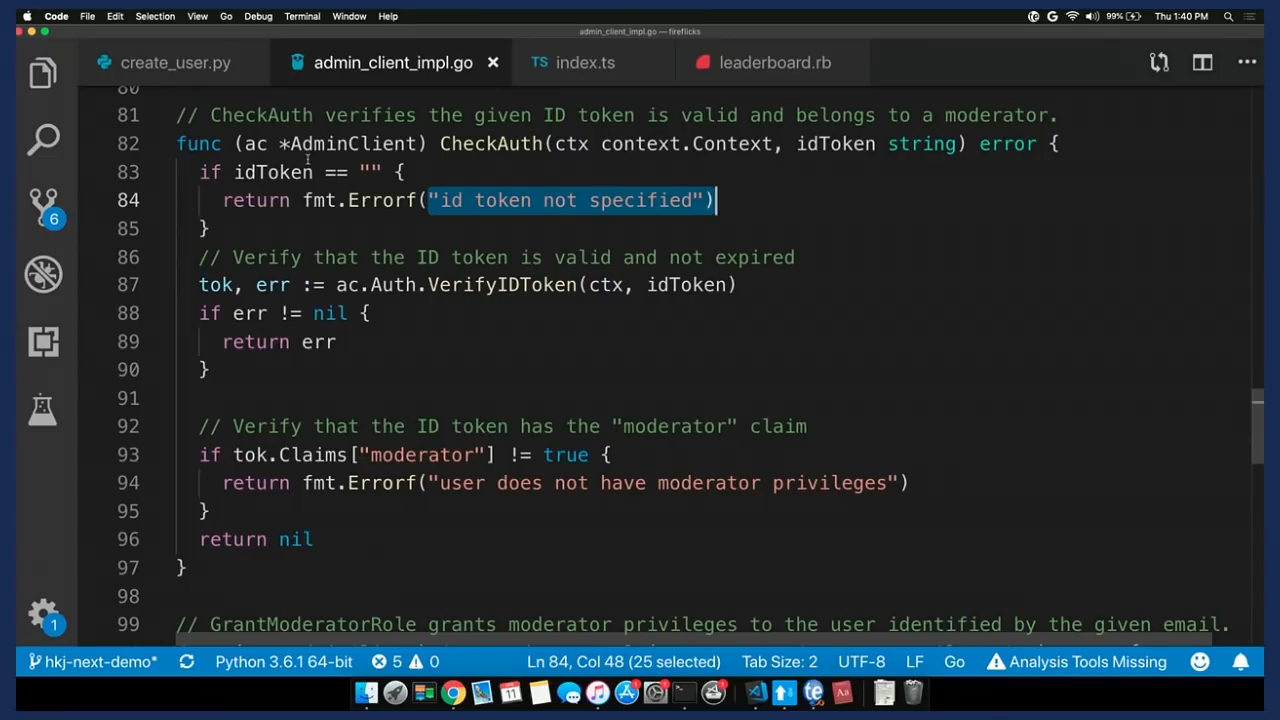 Code File Edit Selection View Go Debug Terminal Window Help 99% Thu 1:40 PM
admin_client_impl.go — fireflicks
create_user.py admin_client_impl.go TS index.ts leaderboard.rb
80
81 // CheckAuth verifies the given ID token is valid and belongs to a moderator.
82 func (ac *AdminClient) CheckAuth(ctx context.Context, idToken string) error {
83 if idToken == "" {
84 return fmt.Errorf("id token not specified")
85 }
86 // Verify that the ID token is valid and not expired
87 tok, err := ac.Auth.VerifyIDToken(ctx, idToken)
88 if err != nil {
89 return err
90 }
91
92 // Verify that the ID token has the "moderator" claim
93 if tok.Claims["moderator"] != true {
94 return fmt.Errorf("user does not have moderator privileges")
95 }
96 return nil
97 }
98
99 // GrantModeratorRole grants moderator privileges to the user identified by the given email.
6
1
hkj-next-demo* Python 3.6.1 64-bit 5 0 Ln 84, Col 48 (25 selected) Tab Size: 2 UTF-8 LF Go Analysis Tools Missing
11